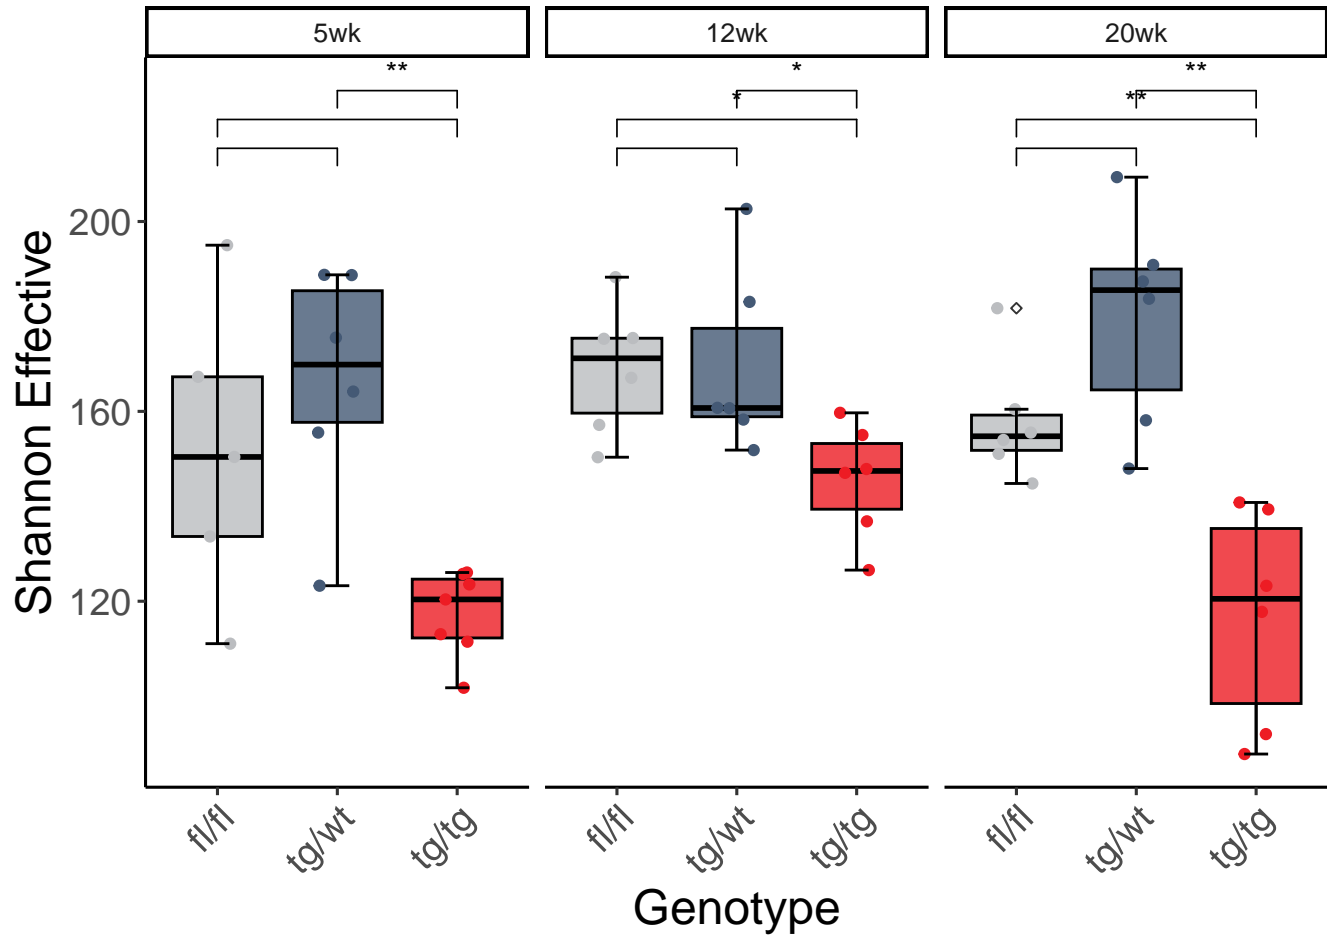 5wk 12wk 20wk
** * **
* **
Shannon Effective
200
160
120
fl/fl tg/wt tg/tg fl/fl tg/wt tg/tg fl/fl tg/wt tg/tg
Genotype